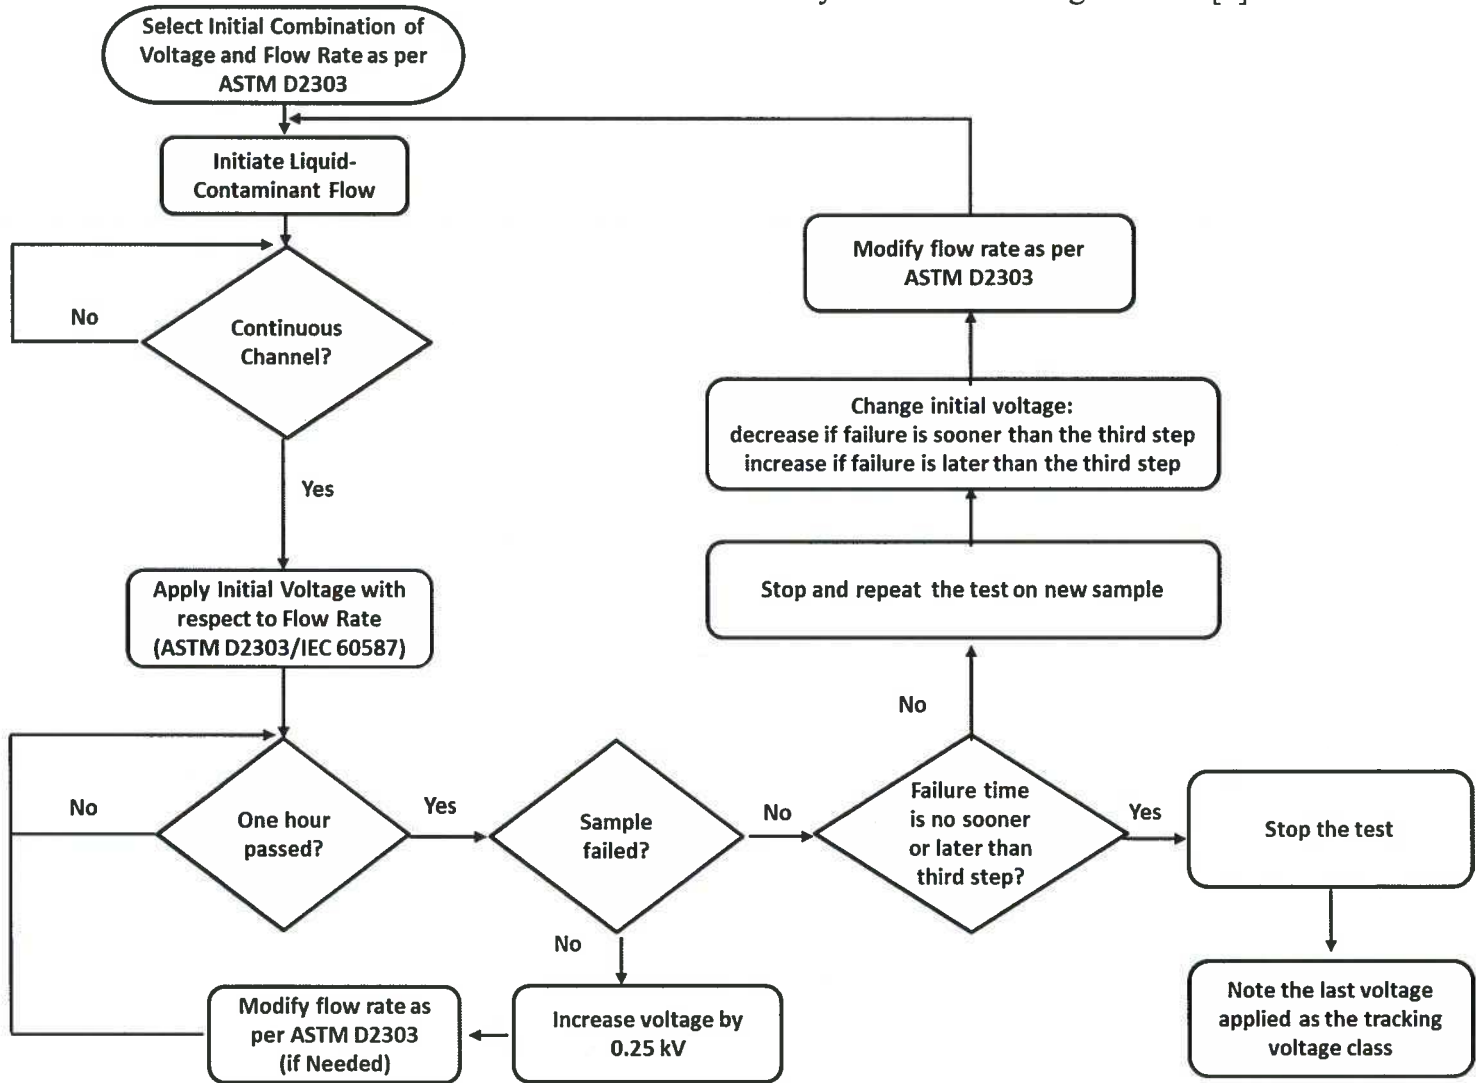 Select Initial Combination of
Voltage and Flow Rate as per
ASTM D2303
Initiate Liquid-
Contaminant Flow
Continuous
Channel?
No
Yes
Apply Initial Voltage with
respect to Flow Rate
(ASTM D2303/IEC 60587)
One hour
passed?
No
Yes
Sample
failed?
No
No
Increase voltage by
0.25 kV
Modify flow rate as
per ASTM D2303
(if Needed)
Failure time
is no sooner
or later than
third step?
No
Yes
Stop and repeat the test on new sample
Change initial voltage:
decrease if failure is sooner than the third step
increase if failure is later than the third step
Modify flow rate as per
ASTM D2303
Stop the test
Note the last voltage
applied as the tracking
voltage class